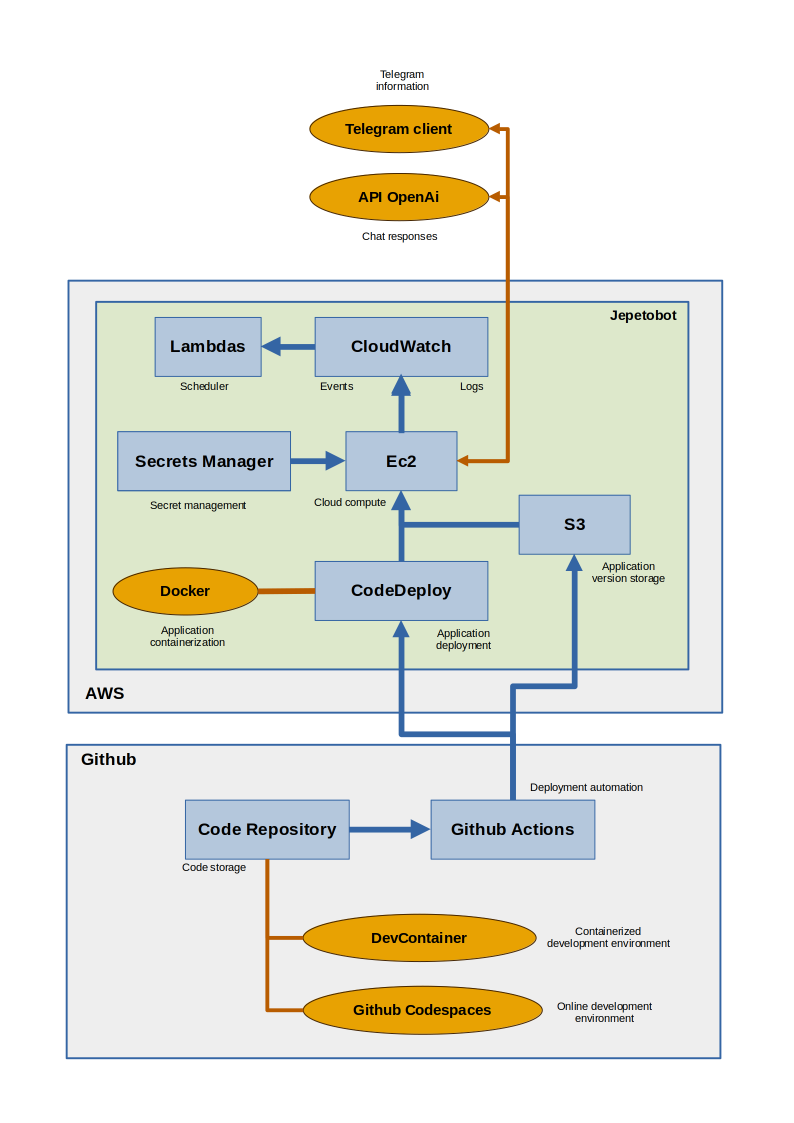 Telegram
information
Telegram client
API OpenAi
Chat responses
Jepetobot
Lambdas
CloudWatch
Scheduler
Events
Logs
Secrets Manager
Ec2
Secret management
Cloud compute
S3
Application
version storage
Docker
CodeDeploy
Application
containerization
Application
deployment
AWS
Github
Deployment automation
Code Repository
Github Actions
Code storage
DevContainer
Containerized
development environment
Github Codespaces
Online development
environment